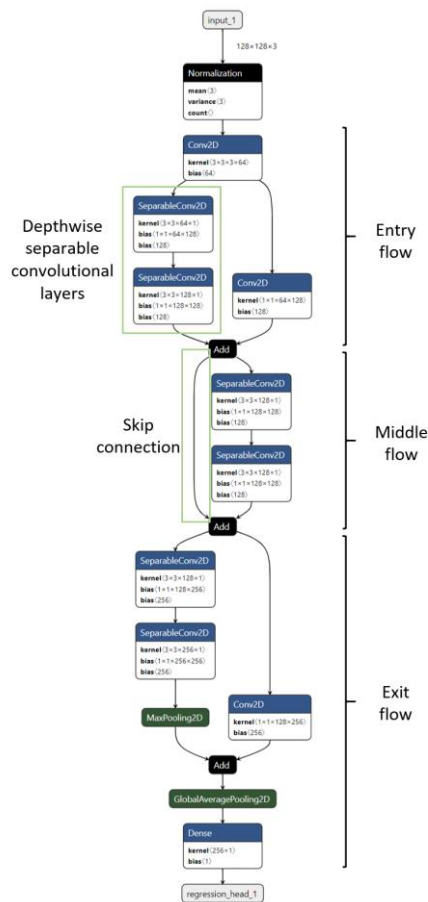 input_1
128×128×3
Normalization
mean⟨3⟩
variance⟨3⟩
count⟨⟩
Conv2D
kernel⟨3×3×3×64⟩
bias⟨64⟩
Entry
flow
Depthwise
separable
convolutional
layers
SeparableConv2D
kernel⟨3×3×64×1⟩
bias⟨1×1×64×128⟩
bias⟨128⟩
SeparableConv2D
kernel⟨3×3×128×1⟩
bias⟨1×1×128×128⟩
bias⟨128⟩
Conv2D
kernel⟨1×1×64×128⟩
bias⟨128⟩
Add
Skip
connection
SeparableConv2D
kernel⟨3×3×128×1⟩
bias⟨1×1×128×128⟩
bias⟨128⟩
SeparableConv2D
kernel⟨3×3×128×1⟩
bias⟨1×1×128×128⟩
bias⟨128⟩
Middle
flow
Add
SeparableConv2D
kernel⟨3×3×128×1⟩
bias⟨1×1×128×256⟩
bias⟨256⟩
SeparableConv2D
kernel⟨3×3×256×1⟩
bias⟨1×1×256×256⟩
bias⟨256⟩
MaxPooling2D
Conv2D
kernel⟨1×1×128×256⟩
bias⟨256⟩
Exit
flow
Add
GlobalAveragePooling2D
Dense
kernel⟨256×1⟩
bias⟨1⟩
regression_head_1